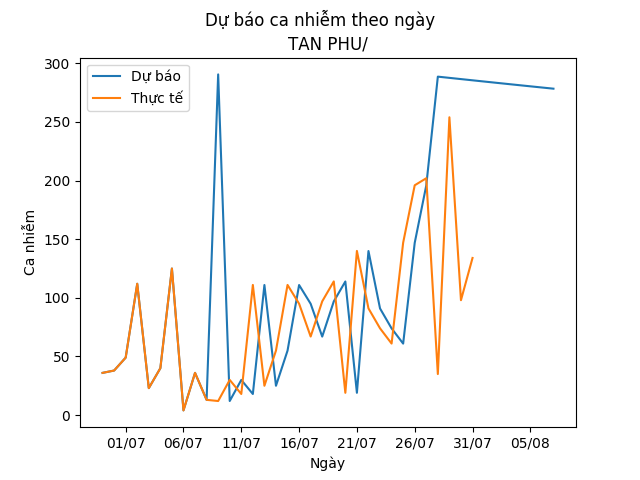 Dự báo ca nhiễm theo ngày
TAN PHU/
Dự báo
Thực tế
300
250
200
150
100
50
0
Ca nhiễm
01/07
06/07
11/07
16/07
21/07
26/07
31/07
05/08
Ngày